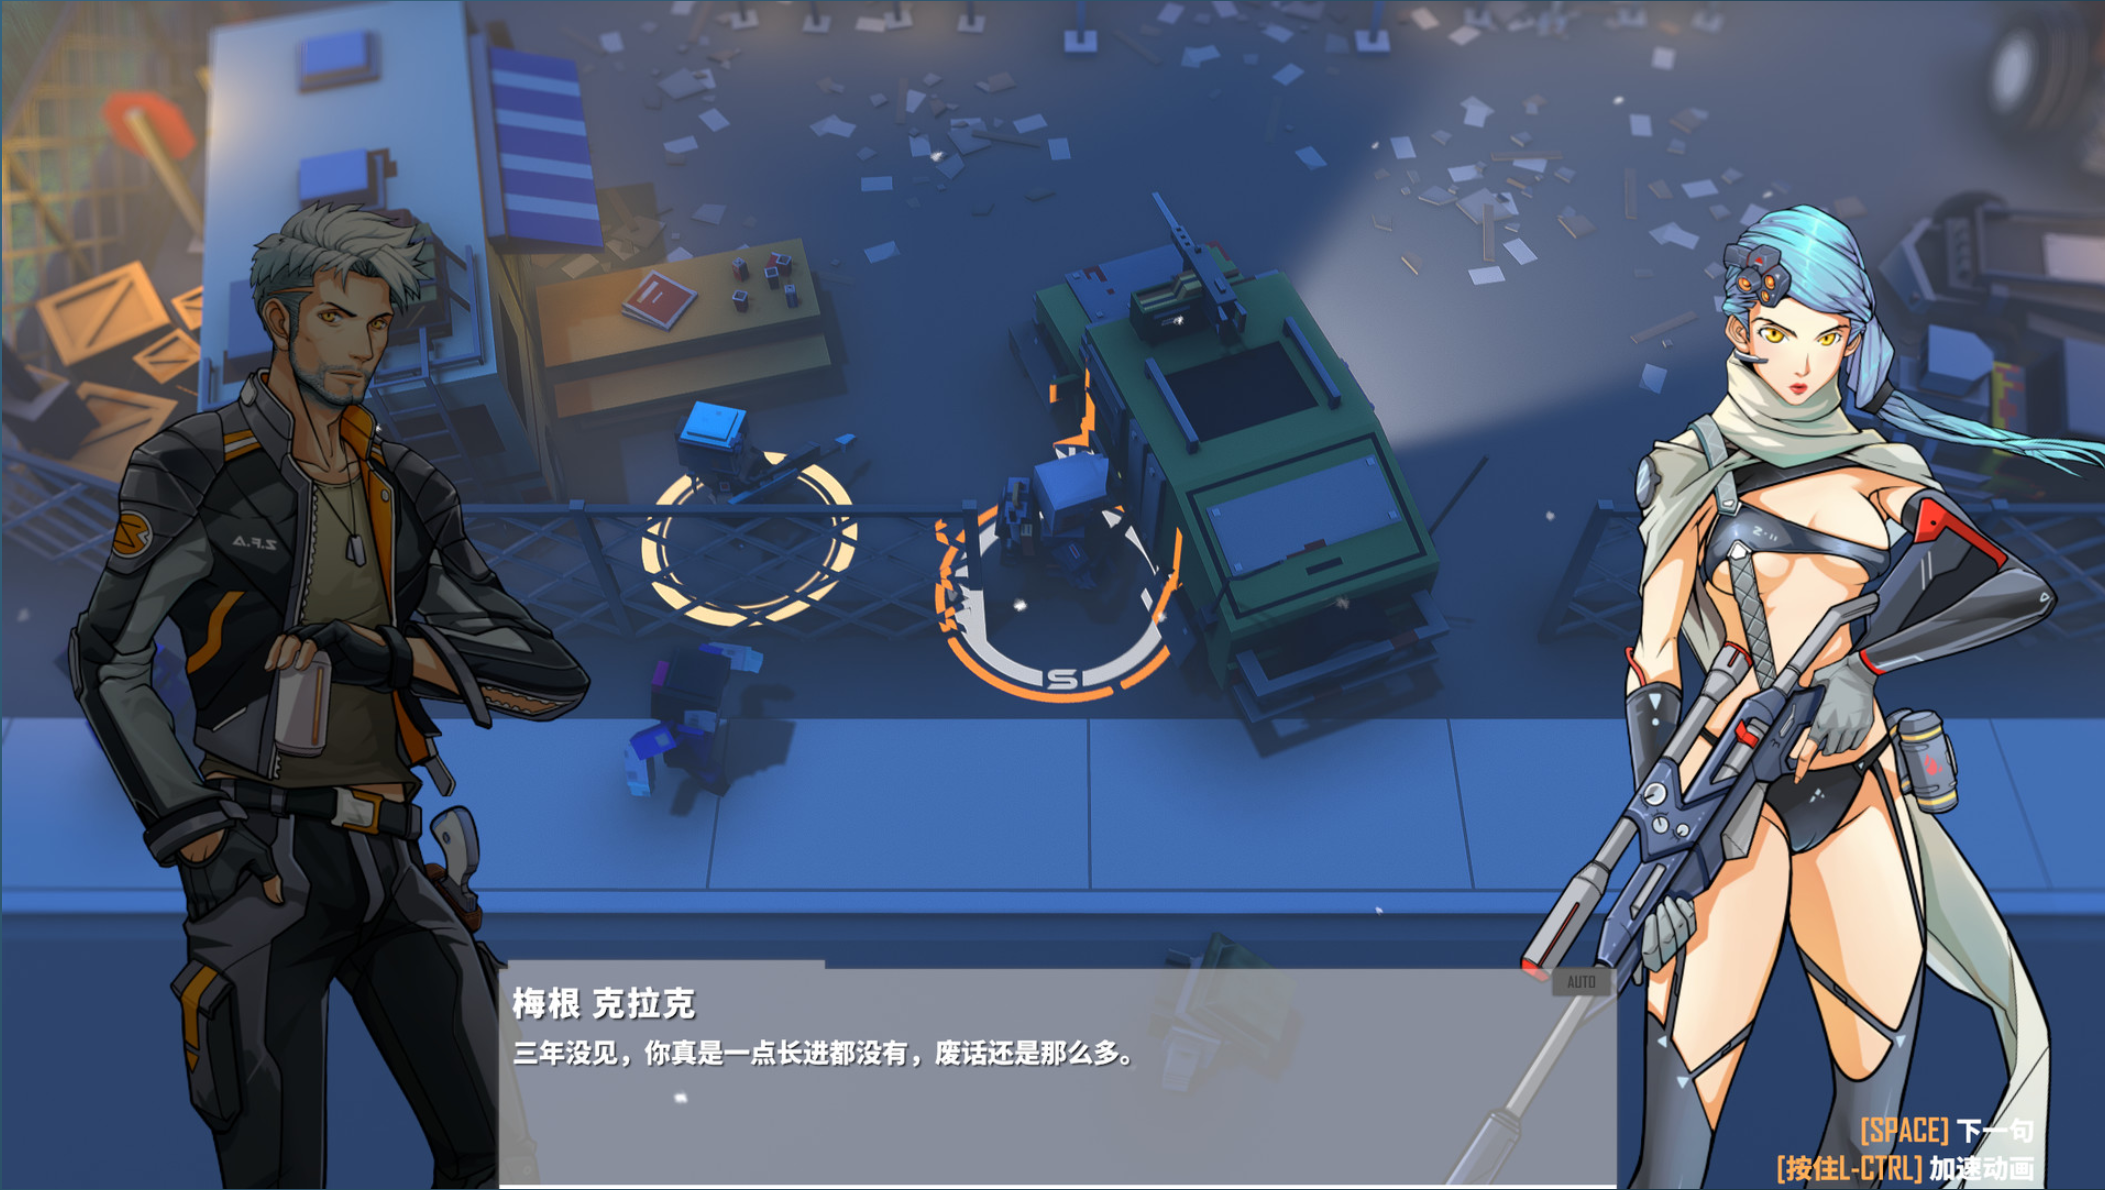 A.F.Z
Z-11
S
梅根 克拉克
AUTO
三年没见，你真是一点长进都没有，废话还是那么多。
[SPACE] 下一句
[按住L-CTRL] 加速动画